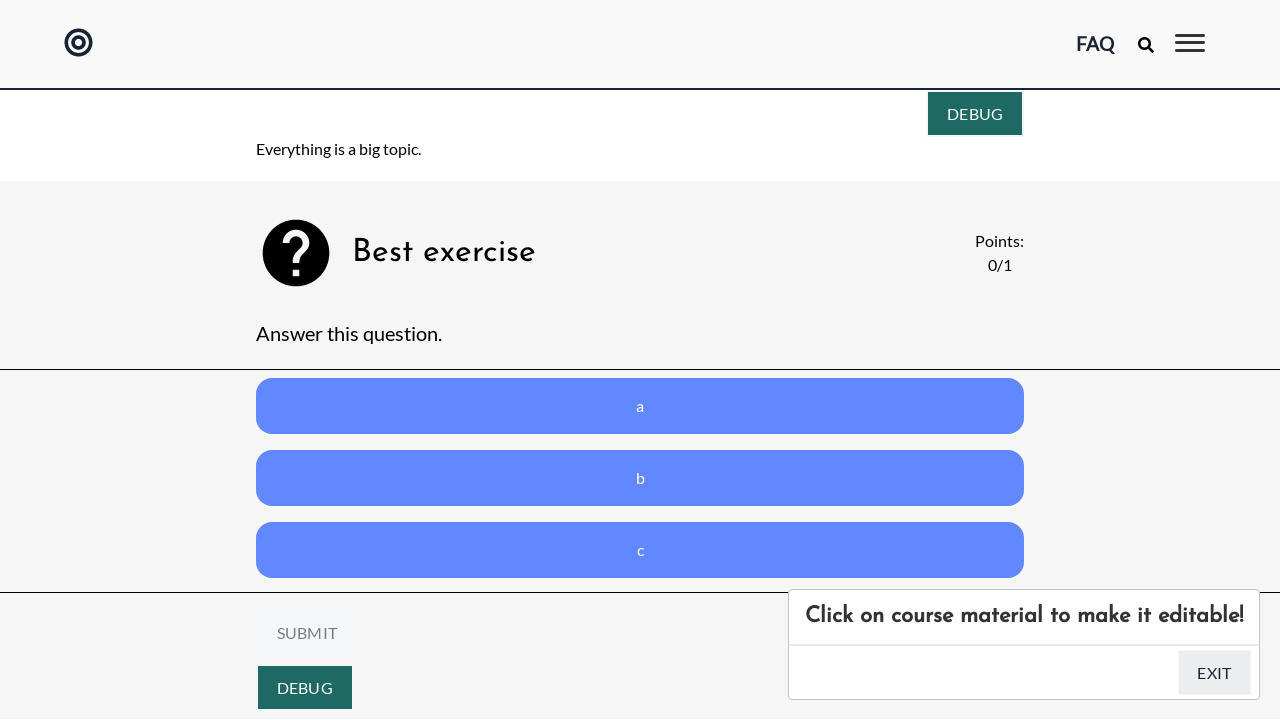 FAQ
DEBUG
Everything is a big topic.
Best exercise
Points:
0/1
Answer this question.
a
b
c
SUBMIT
DEBUG
Click on course material to make it editable!
EXIT